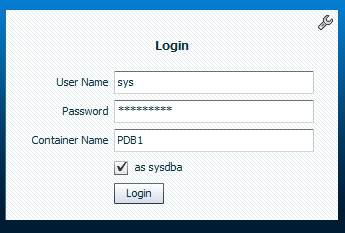 Login
User Name sys
Password *********
Container Name PDB1
as sysdba
Login